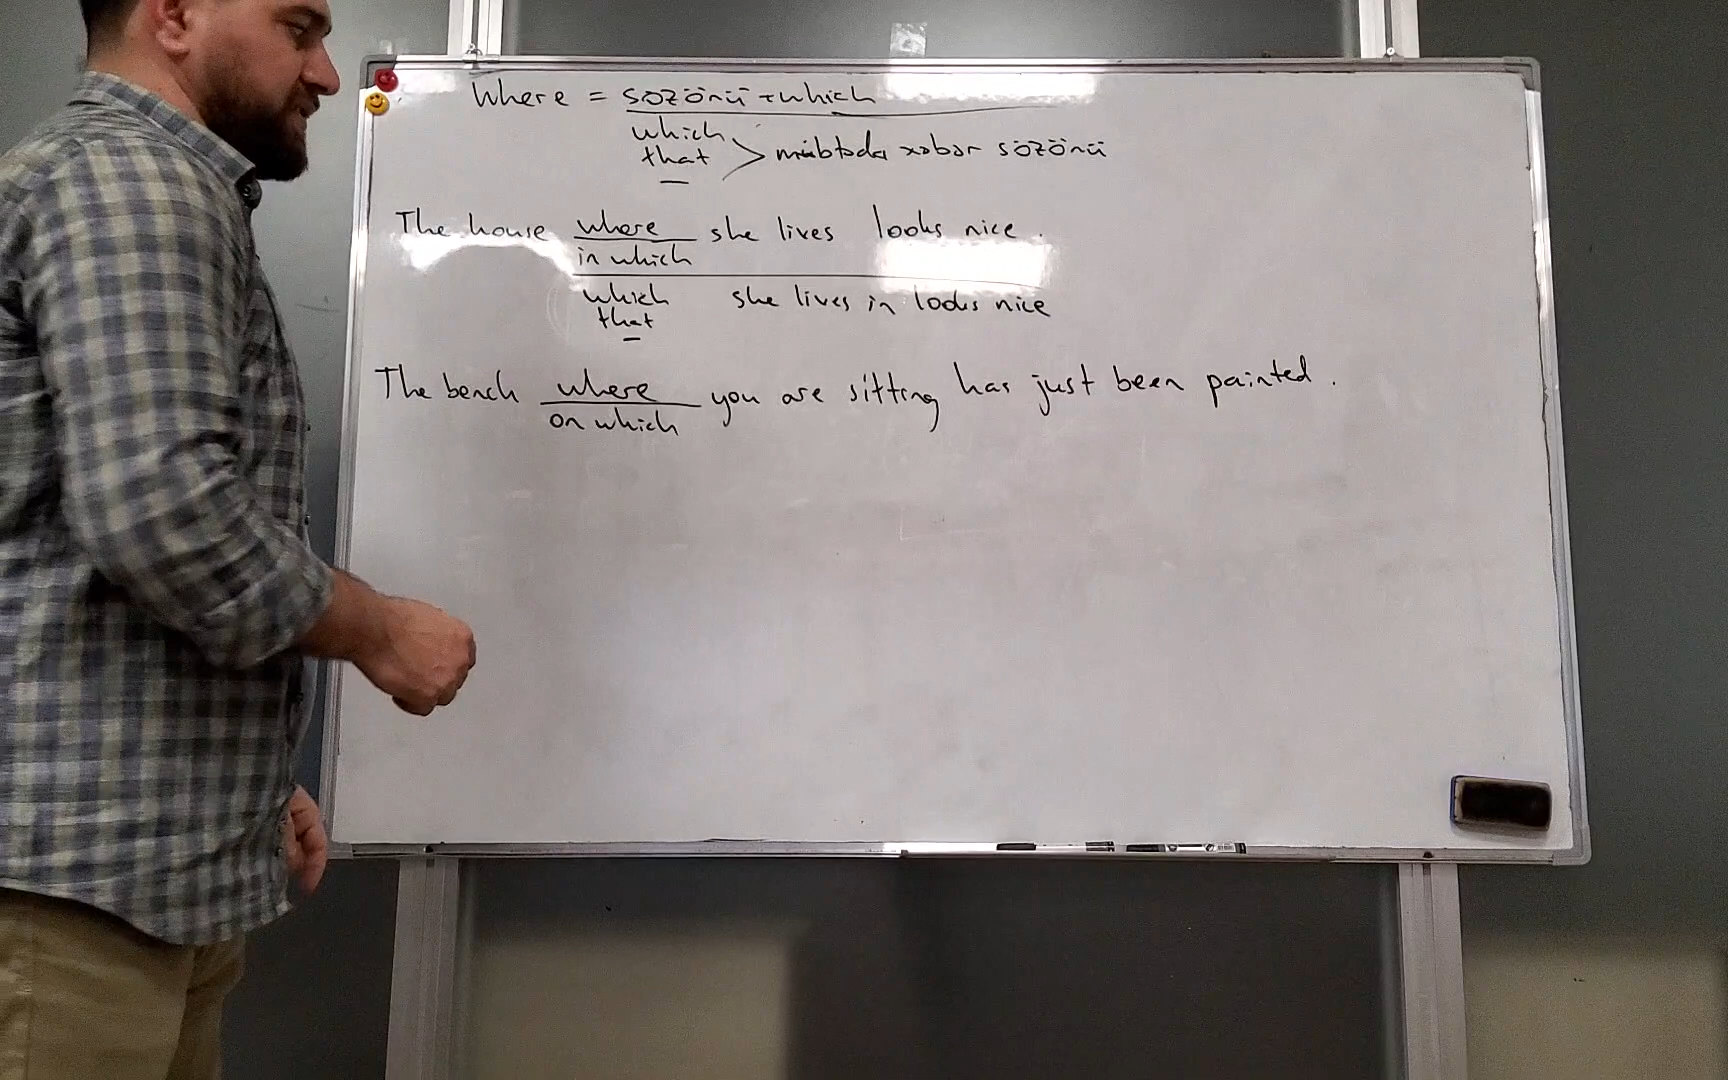 Where = sözönü + which
which
that > mübtəda xəbər sözönü
—
The house where she lives looks nice.
in which
which she lives in looks nice
that
—
The bench where you are sitting has just been painted.
on which